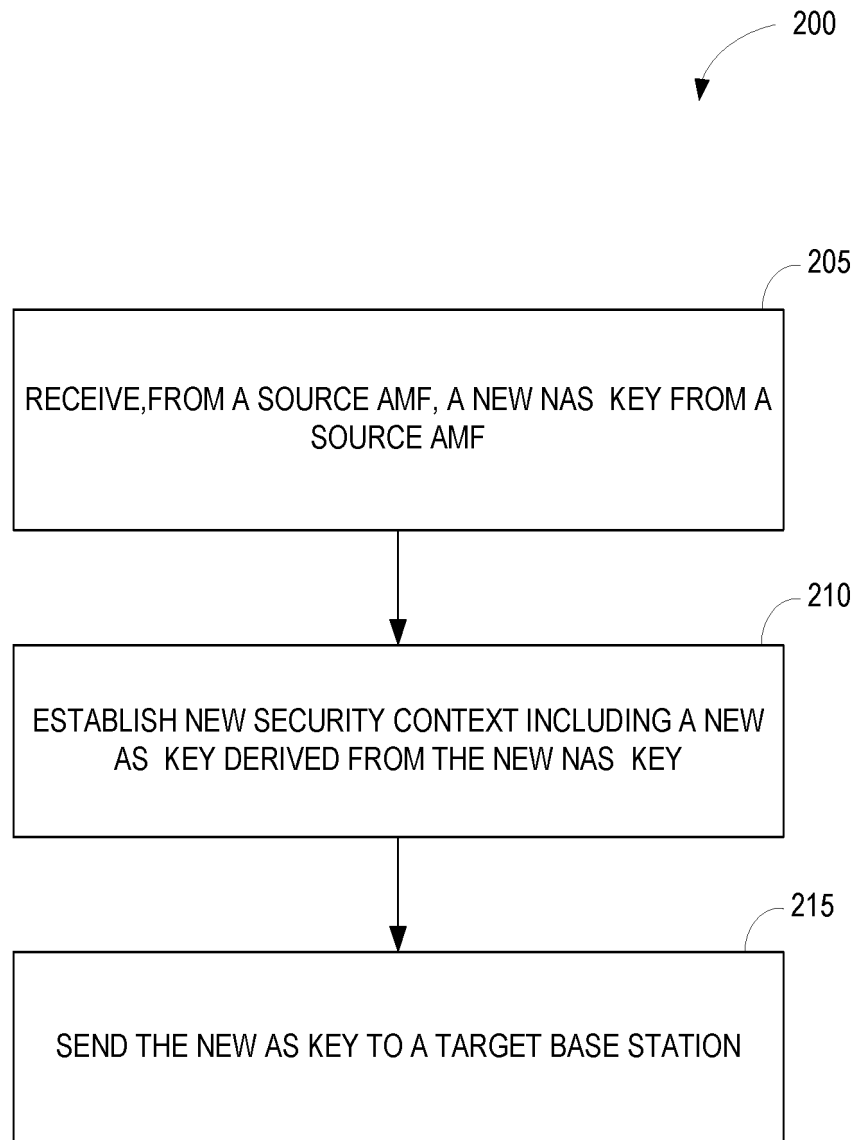 200
205
RECEIVE,FROM A SOURCE AMF, A NEW NAS KEY FROM A
SOURCE AMF
210
ESTABLISH NEW SECURITY CONTEXT INCLUDING A NEW
AS KEY DERIVED FROM THE NEW NAS KEY
215
SEND THE NEW AS KEY TO A TARGET BASE STATION